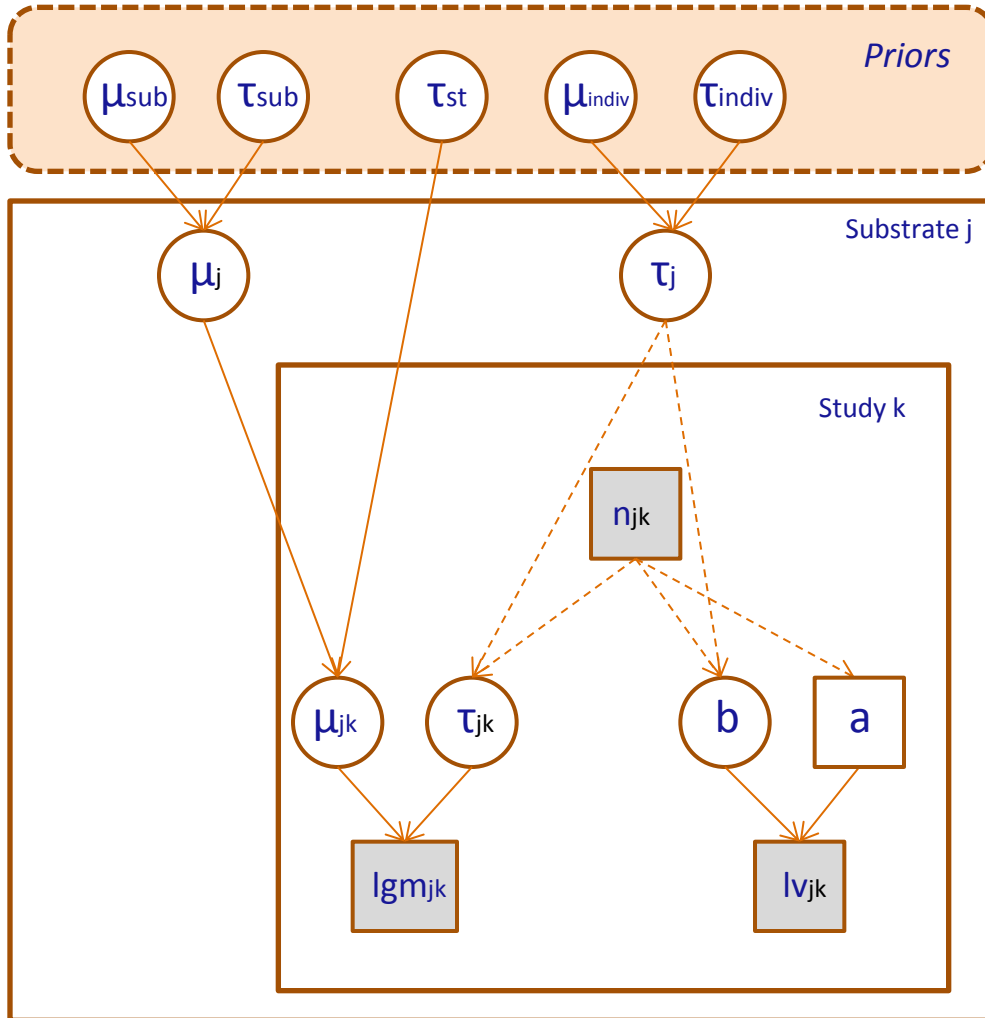 Priors
μsub
τsub
τst
μindiv
τindiv
Substrate j
μj
τj
Study k
njk
μjk
τjk
b
a
lgmjk
lvjk